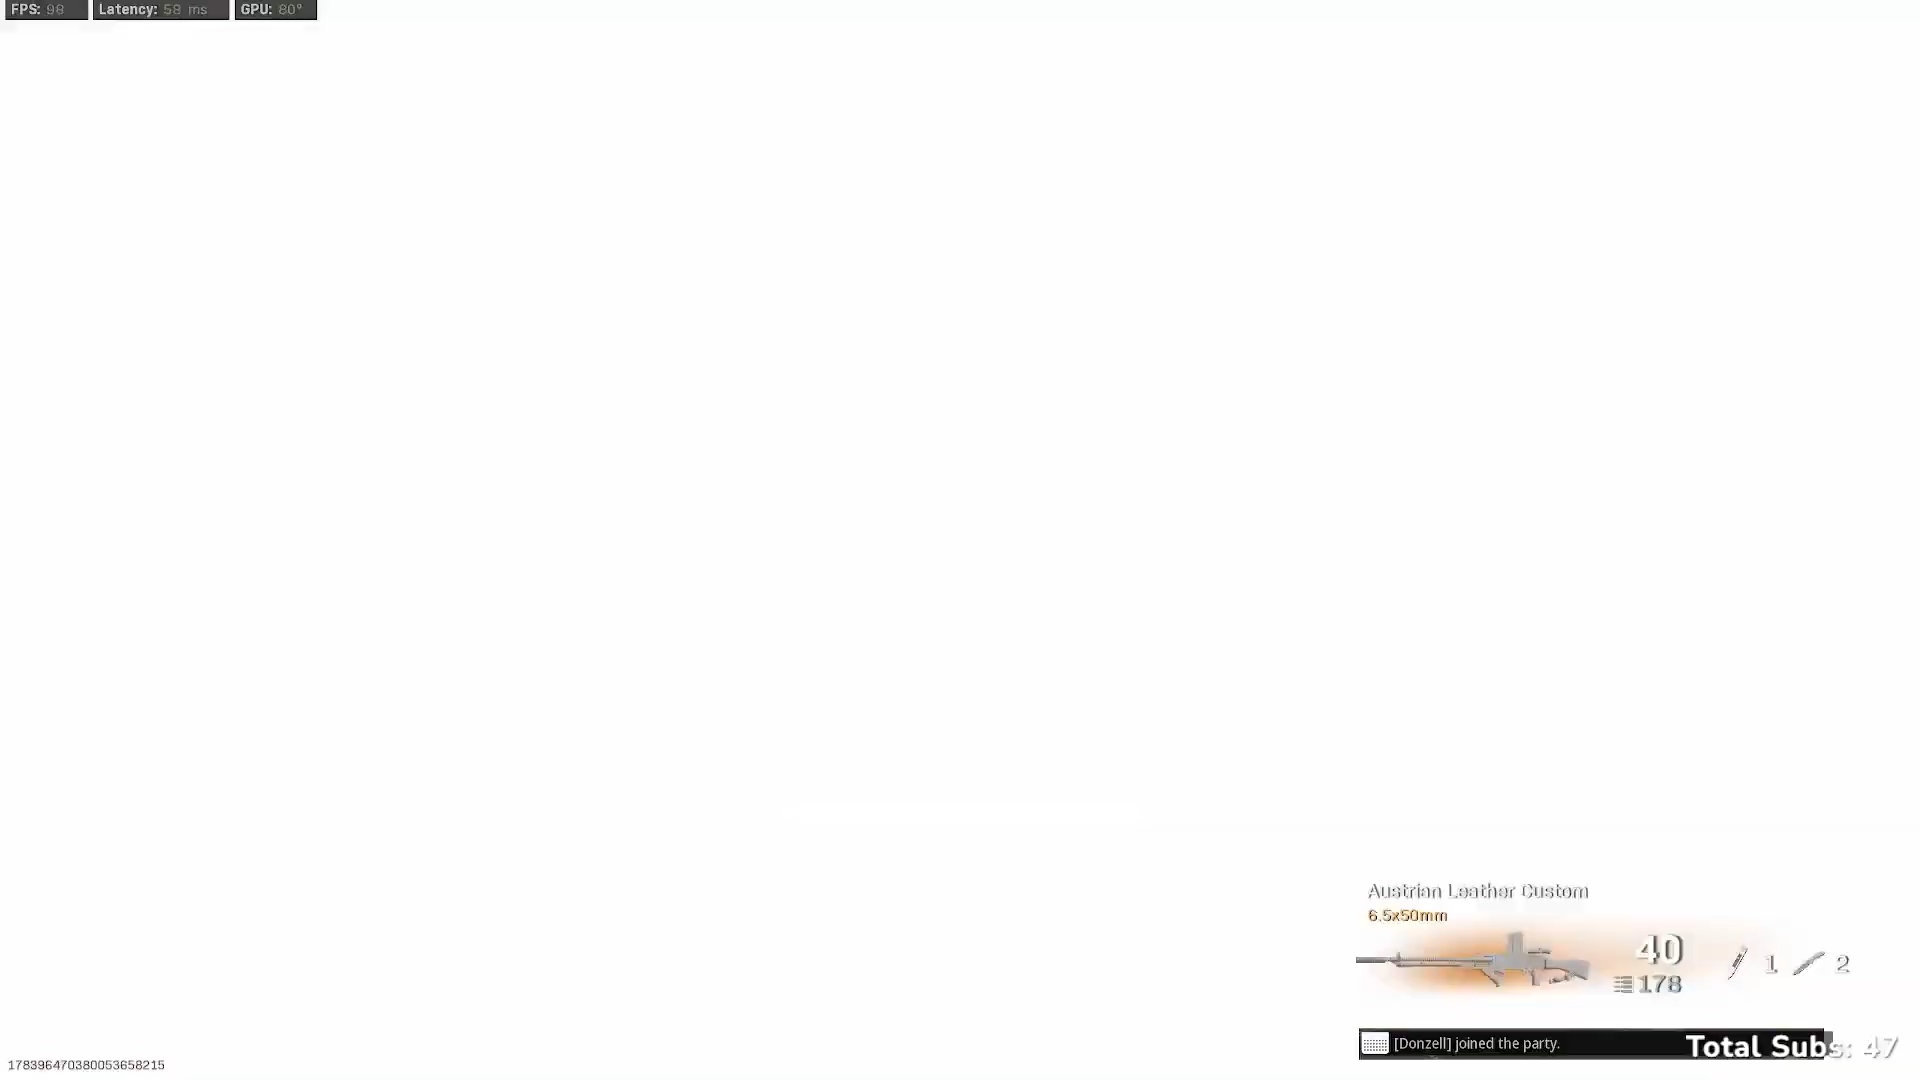 FPS: 98 Latency: 58 ms GPU: 80°
Austrian Leather Custom
6.5x50mm
40
178
1 2
[Donzell] joined the party.
Total Subs: 47
178396470380053658215